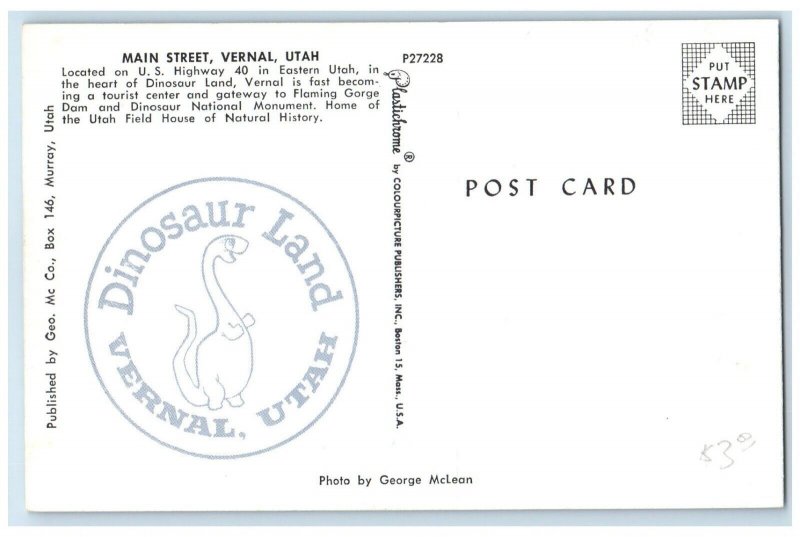 MAIN STREET, VERNAL, UTAH
Located on U. S. Highway 40 in Eastern Utah, in
the heart of Dinosaur Land, Vernal is fast becom-
ing a tourist center and gateway to Flaming Gorge
Dam and Dinosaur National Monument. Home of
the Utah Field House of Natural History.
Published by Geo. Mc Co., Box 146, Murray, Utah
Dinosaur Land
VERNAL, UTAH
P27228
Plastichrome ® by COLOURPICTURE PUBLISHERS, INC., Boston 15, Mass., U.S.A.
PUT
STAMP
HERE
POST CARD
Photo by George McLean
$3.00